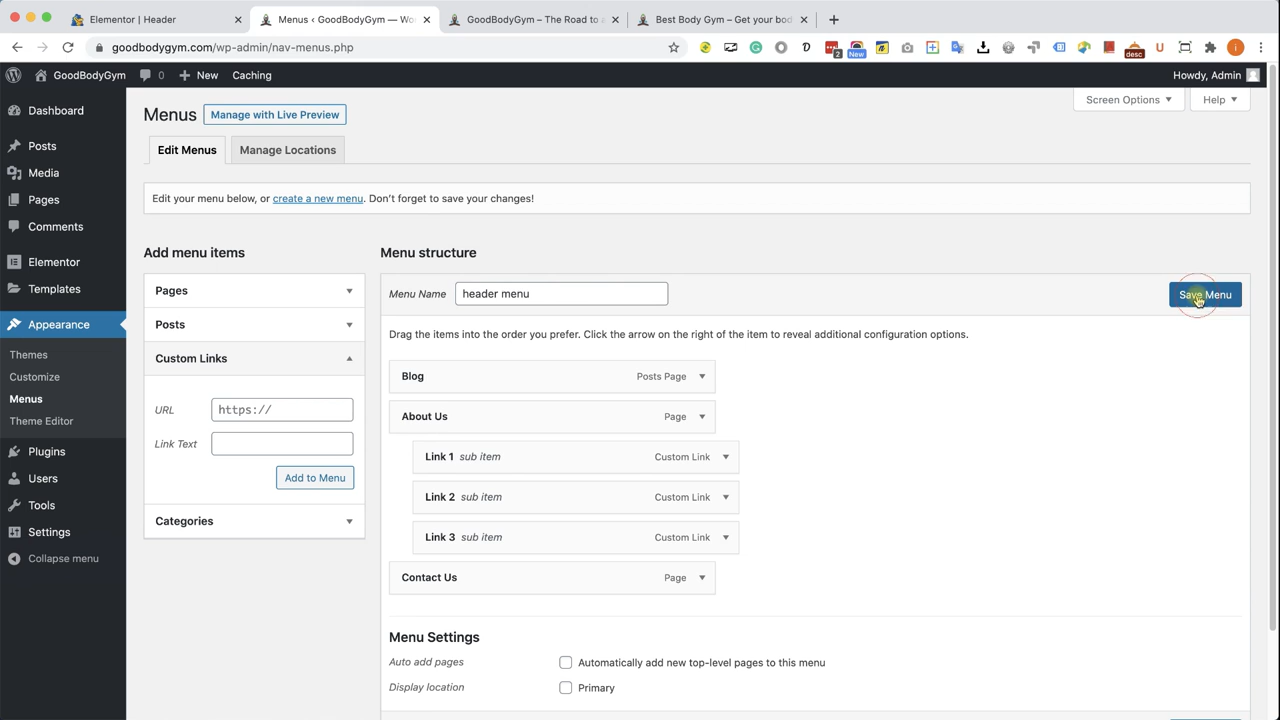 Elementor | Header
Menus ‹ GoodBodyGym — Wo
GoodBodyGym – The Road to a
Best Body Gym – Get your bod
goodbodygym.com/wp-admin/nav-menus.php
2
New
desc
i
GoodBodyGym
0
New
Caching
Howdy, Admin
Screen Options
Help
Dashboard
Posts
Media
Pages
Comments
Elementor
Templates
Appearance
Themes
Customize
Menus
Theme Editor
Plugins
Users
Tools
Settings
Collapse menu
Menus
Manage with Live Preview
Edit Menus
Manage Locations
Edit your menu below, or create a new menu. Don't forget to save your changes!
Add menu items
Pages
Posts
Custom Links
URL https://
Link Text
Add to Menu
Categories
Menu structure
Menu Name header menu
Save Menu
Drag the items into the order you prefer. Click the arrow on the right of the item to reveal additional configuration options.
Blog Posts Page
About Us Page
Link 1 sub item Custom Link
Link 2 sub item Custom Link
Link 3 sub item Custom Link
Contact Us Page
Menu Settings
Auto add pages Automatically add new top-level pages to this menu
Display location Primary